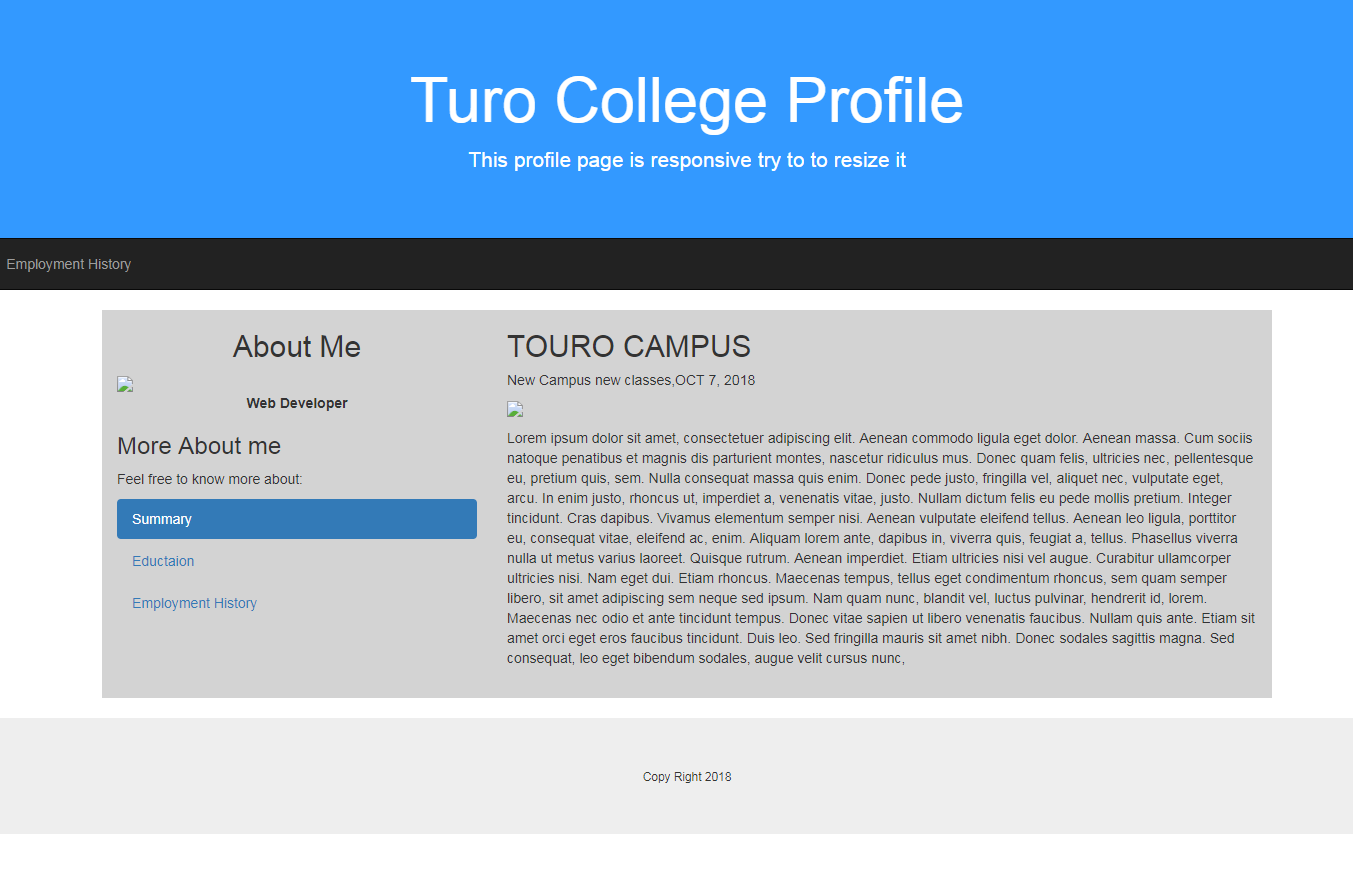 Turo College Profile
This profile page is responsive try to to resize it
Employment History
About Me
Web Developer
More About me
Feel free to know more about:
Summary
Eductaion
Employment History
TOURO CAMPUS
New Campus new classes,OCT 7, 2018
Lorem ipsum dolor sit amet, consectetuer adipiscing elit. Aenean commodo ligula eget dolor. Aenean massa. Cum sociis
natoque penatibus et magnis dis parturient montes, nascetur ridiculus mus. Donec quam felis, ultricies nec, pellentesque
eu, pretium quis, sem. Nulla consequat massa quis enim. Donec pede justo, fringilla vel, aliquet nec, vulputate eget,
arcu. In enim justo, rhoncus ut, imperdiet a, venenatis vitae, justo. Nullam dictum felis eu pede mollis pretium. Integer
tincidunt. Cras dapibus. Vivamus elementum semper nisi. Aenean vulputate eleifend tellus. Aenean leo ligula, porttitor
eu, consequat vitae, eleifend ac, enim. Aliquam lorem ante, dapibus in, viverra quis, feugiat a, tellus. Phasellus viverra
nulla ut metus varius laoreet. Quisque rutrum. Aenean imperdiet. Etiam ultricies nisi vel augue. Curabitur ullamcorper
ultricies nisi. Nam eget dui. Etiam rhoncus. Maecenas tempus, tellus eget condimentum rhoncus, sem quam semper
libero, sit amet adipiscing sem neque sed ipsum. Nam quam nunc, blandit vel, luctus pulvinar, hendrerit id, lorem.
Maecenas nec odio et ante tincidunt tempus. Donec vitae sapien ut libero venenatis faucibus. Nullam quis ante. Etiam sit
amet orci eget eros faucibus tincidunt. Duis leo. Sed fringilla mauris sit amet nibh. Donec sodales sagittis magna. Sed
consequat, leo eget bibendum sodales, augue velit cursus nunc,
Copy Right 2018